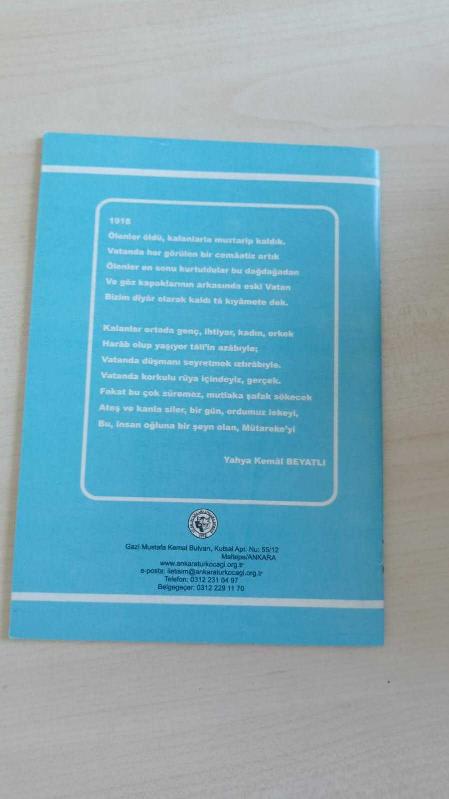 1918
Ölenler öldü, kalanlarla muztarip kaldık.
Vatanda hor görülen bir cemâatiz artık
Ölenler en sonu kurtuldular bu dağdağadan
Ve göz kapaklarının arkasında eski Vatan
Bizim diyâr olarak kaldı tâ kıyâmete dek.
Kalanlar ortada genç, ihtiyar, kadın, erkek
Harâb olup yaşıyor tâli'in azâbıyle;
Vatanda düşmanı seyretmek ıztırâbıyle.
Vatanda korkulu rüya içindeyiz, gerçek.
Fakat bu çok süremez, mutlaka şafak sökecek
Ateş ve kanla siler, bir gün, ordumuz lekeyi,
Bu, insan oğluna bir şeyn olan, Mütareke'yi
Yahya Kemâl BEYATLI
Gazi Mustafa Kemal Bulvarı, Kutsal Apt. Nu: 55/12
Maltepe/ANKARA
www.ankaraturkocagi.org.tr
e-posta: iletisim@ankaraturkocagi.org.tr
Telefon: 0312 231 04 97
Belgegeçer: 0312 229 11 70